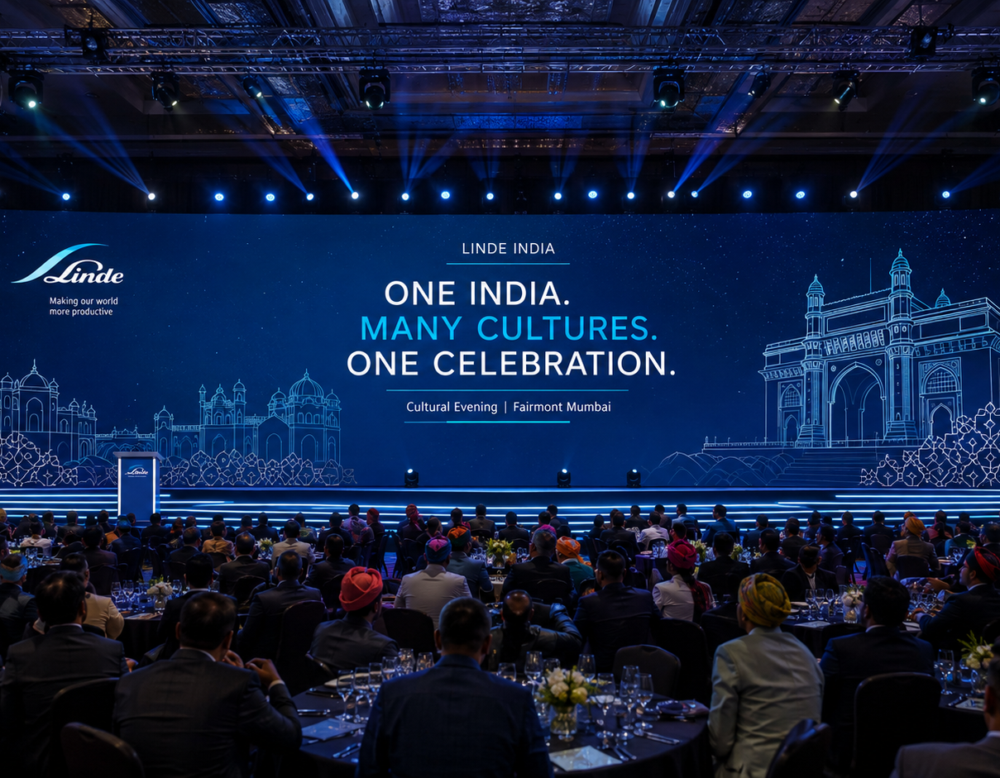 Linde
Making our world
more productive
LINDE INDIA
ONE INDIA.
MANY CULTURES.
ONE CELEBRATION.
Cultural Evening | Fairmont Mumbai
Linde